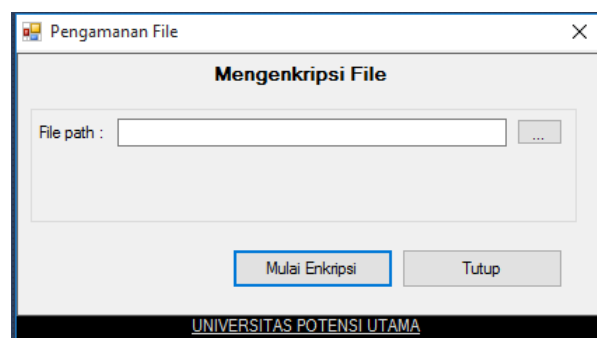 Pengamanan File
Mengenkripsi File
File path :
...
Mulai Enkripsi Tutup
UNIVERSITAS POTENSI UTAMA